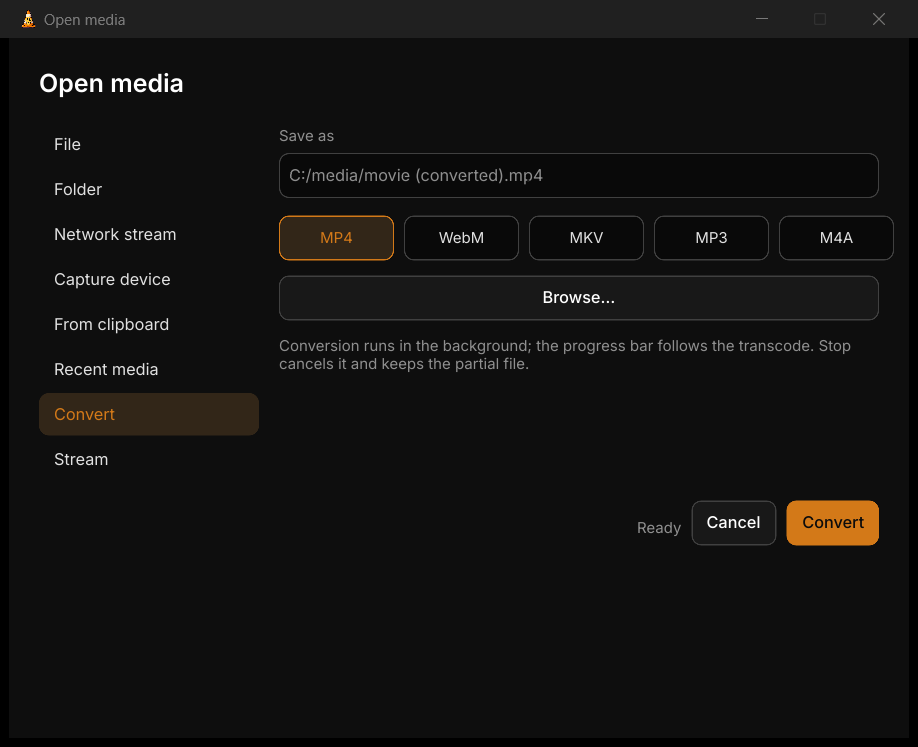 Open media
Open media
File
Folder
Network stream
Capture device
From clipboard
Recent media
Convert
Stream
Save as
C:/media/movie (converted).mp4
MP4 WebM MKV MP3 M4A
Browse...
Conversion runs in the background; the progress bar follows the transcode. Stop
cancels it and keeps the partial file.
Ready Cancel Convert